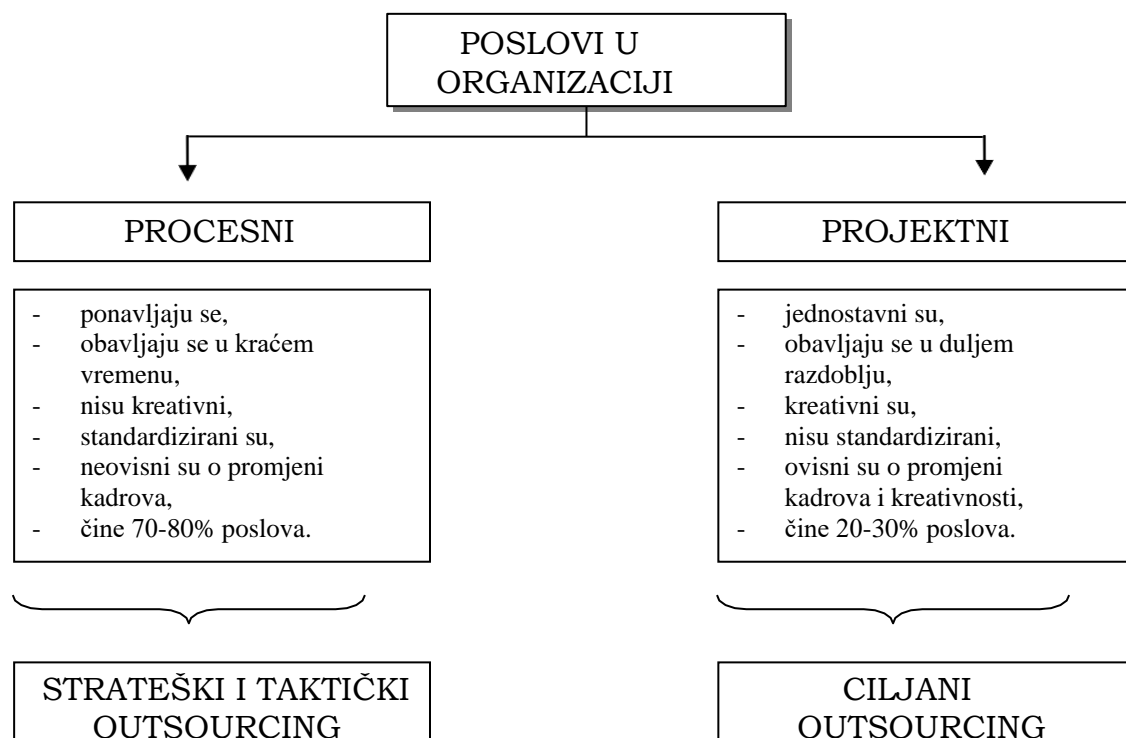 POSLOVI U
ORGANIZACIJI
PROCESNI
- ponavljaju se,
- obavljaju se u kraćem
vremenu,
- nisu kreativni,
- standardizirani su,
- neovisni su o promjeni
kadrova,
- čine 70-80% poslova.
STRATEŠKI I TAKTIČKI
OUTSOURCING
PROJEKTNI
- jednostavni su,
- obavljaju se u duljem
razdoblju,
- kreativni su,
- nisu standardizirani,
- ovisni su o promjeni
kadrova i kreativnosti,
- čine 20-30% poslova.
CILJANI
OUTSOURCING